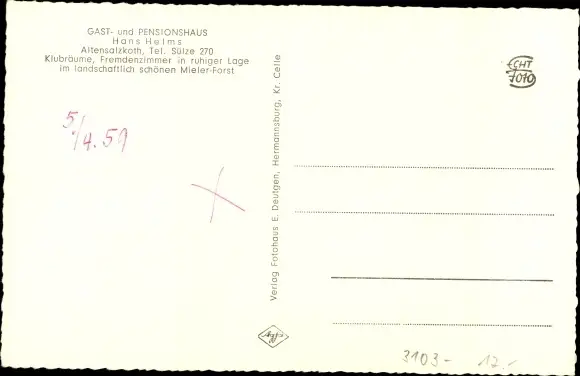 GAST- und PENSIONSHAUS
Hans Helms
Altensalzkoth, Tel. Sülze 270
Klubräume, Fremdenzimmer in ruhiger Lage
im landschaftlich schönen Mieler-Forst
5./4.59
Verlag Fotohaus E. Deutgen, Hermannsburg, Kr. Celle
ECHT
FOTO
Agfa
3103- 12.-